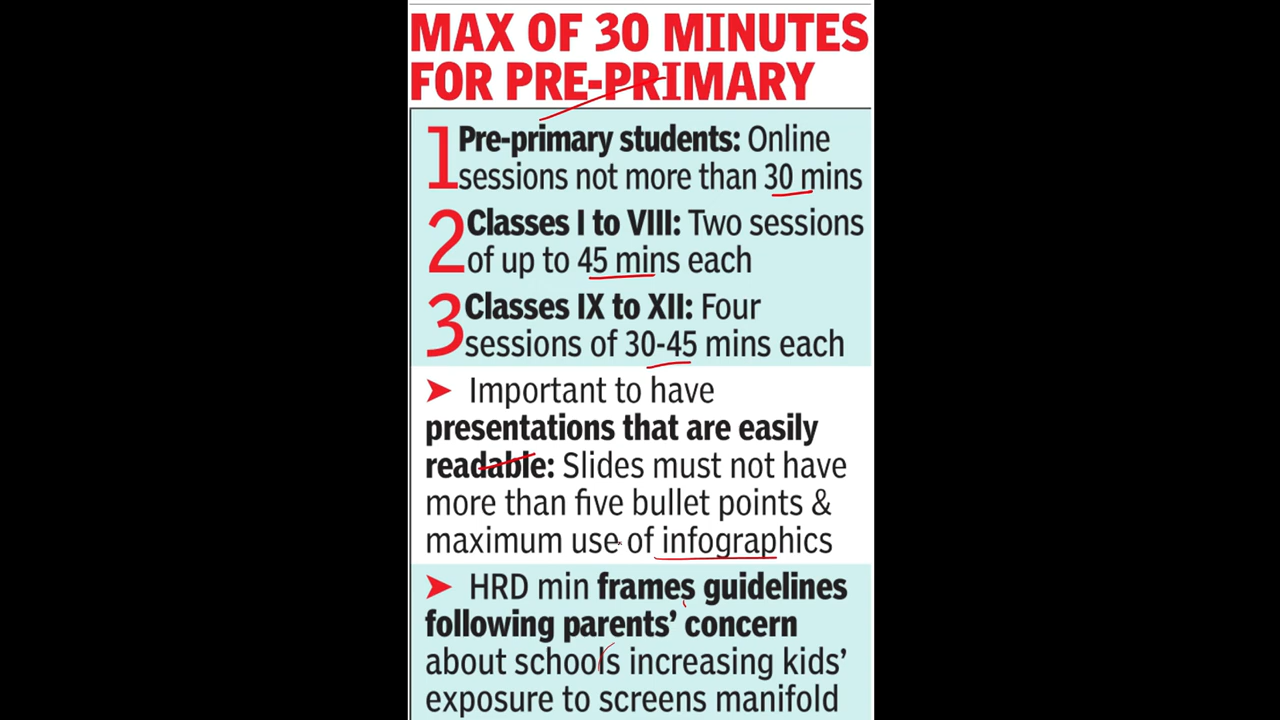 MAX OF 30 MINUTES
FOR PRE-PRIMARY
1 Pre-primary students: Online
sessions not more than 30 mins
2 Classes I to VIII: Two sessions
of up to 45 mins each
3 Classes IX to XII: Four
sessions of 30-45 mins each
➤ Important to have
presentations that are easily
readable: Slides must not have
more than five bullet points &
maximum use of infographics
➤ HRD min frames guidelines
following parents’ concern
about schools increasing kids’
exposure to screens manifold